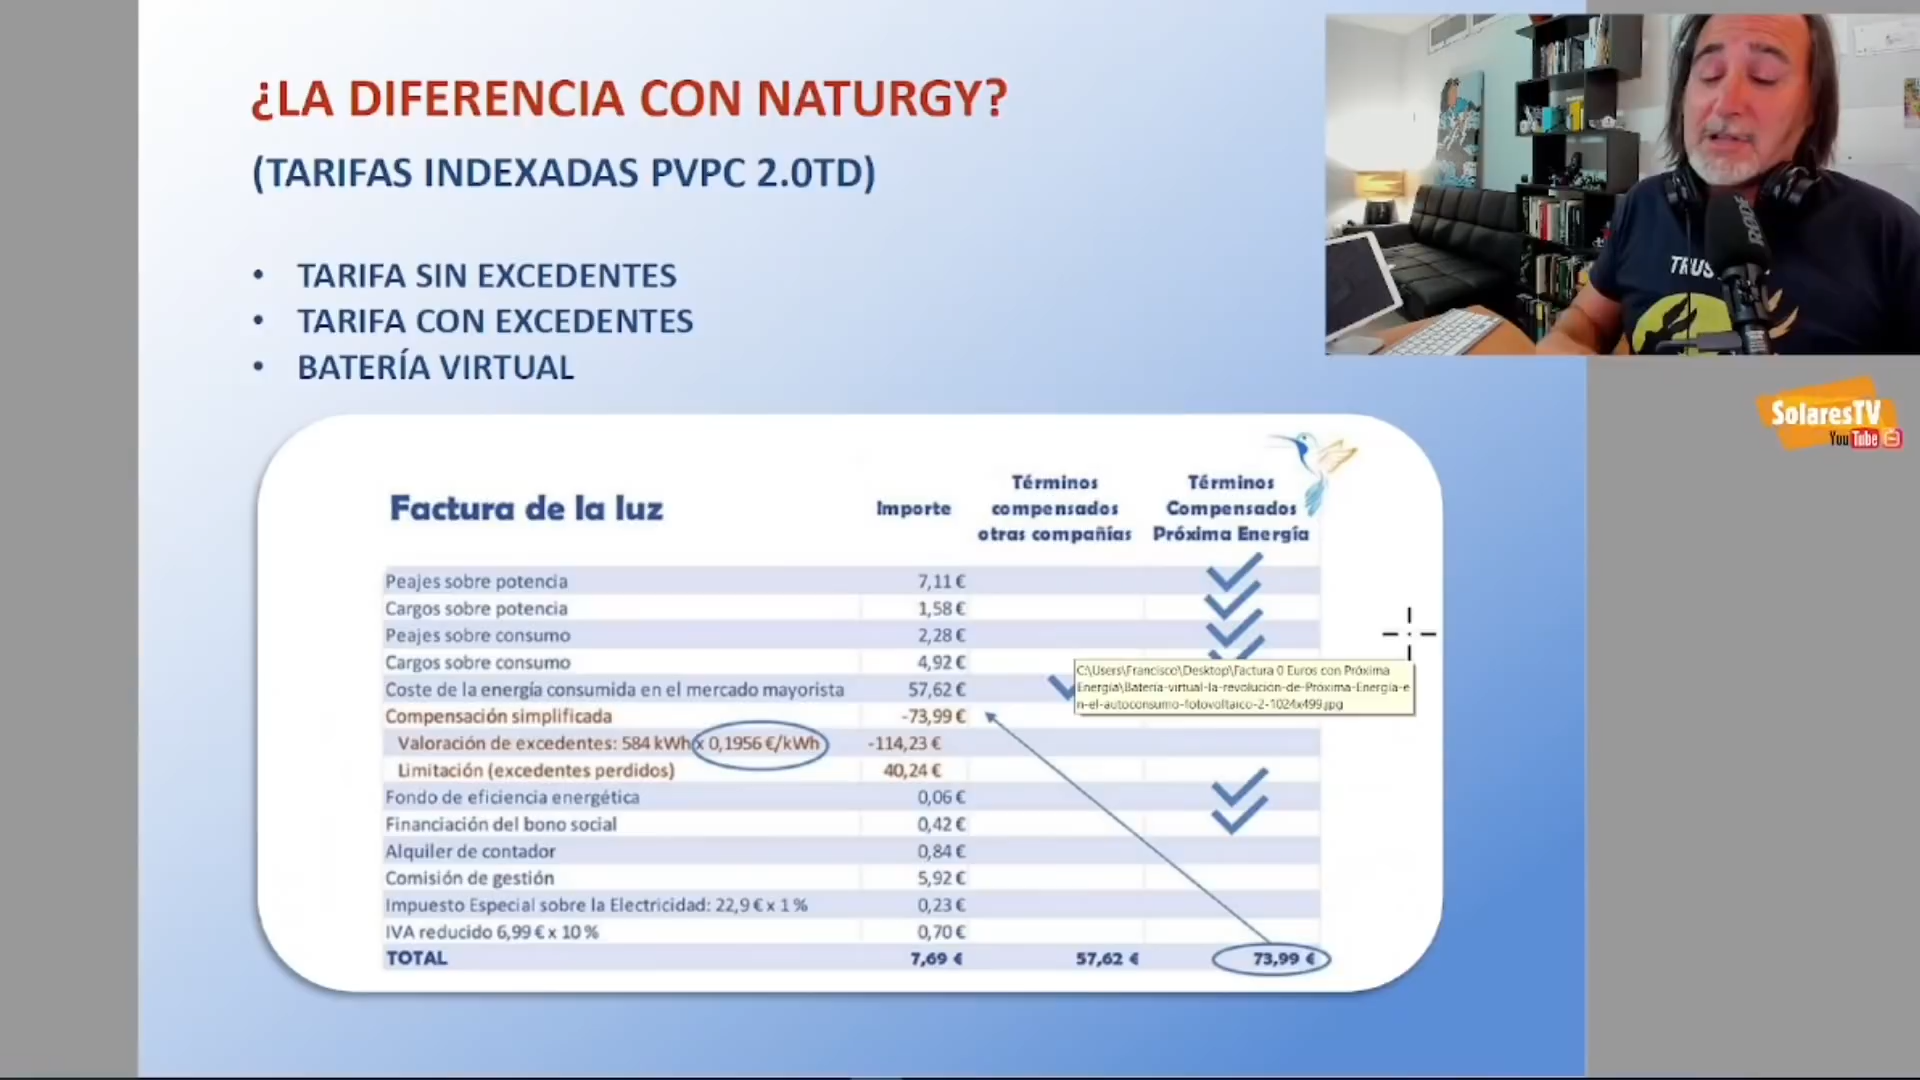 ¿LA DIFERENCIA CON NATURGY?
(TARIFAS INDEXADAS PVPC 2.0TD)
• TARIFA SIN EXCEDENTES
• TARIFA CON EXCEDENTES
• BATERÍA VIRTUAL
Factura de la luz
Importe
Términos
compensados
otras compañías
Términos
Compensados
Próxima Energía
Peajes sobre potencia 7,11 €
Cargos sobre potencia 1,58 €
Peajes sobre consumo 2,28 €
Cargos sobre consumo 4,92 €
Coste de la energía consumida en el mercado mayorista 57,62 €
Compensación simplificada -73,99 €
Valoración de excedentes: 584 kWh x 0,1956 €/kWh -114,23 €
Limitación (excedentes perdidos) 40,24 €
Fondo de eficiencia energética 0,06 €
Financiación del bono social 0,42 €
Alquiler de contador 0,84 €
Comisión de gestión 5,92 €
Impuesto Especial sobre la Electricidad: 22,9 € x 1 % 0,23 €
IVA reducido 6,99 € x 10 % 0,70 €
TOTAL 7,69 € 57,62 € 73,99 €
C:\Users\Francisco\Desktop\Factura 0 Euros con Próxima
Energía\Batería-virtual-la-revolución-de-Próxima-Energía-e
n-el-autoconsumo-fotovoltaico-2-1024x499.jpg
RODE
TRUS
SolaresTV
YouTube